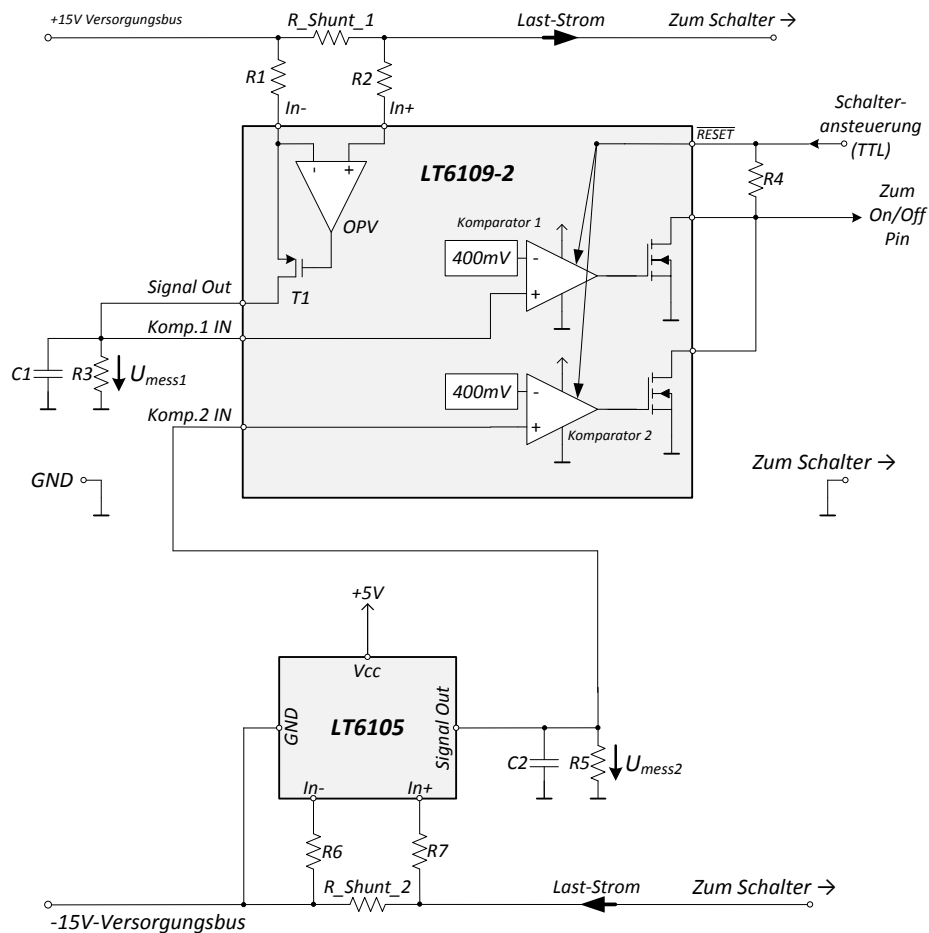 +15V Versorgungsbus
R_Shunt_1
Last-Strom
Zum Schalter →
R1
R2
In-
In+
RESET
Schalter-
ansteuerung
(TTL)
R4
LT6109-2
- +
OPV
Zum
On/Off
Pin
Komparator 1
400mV
-
+
T1
Signal Out
Komp.1 IN
C1
R3
Umess1
400mV
-
+
Komp.2 IN
Komparator 2
GND
Zum Schalter →
+5V
Vcc
GND
LT6105
Signal Out
C2
R5
Umess2
In-
In+
R6
R7
R_Shunt_2
Last-Strom
Zum Schalter →
-15V-Versorgungsbus